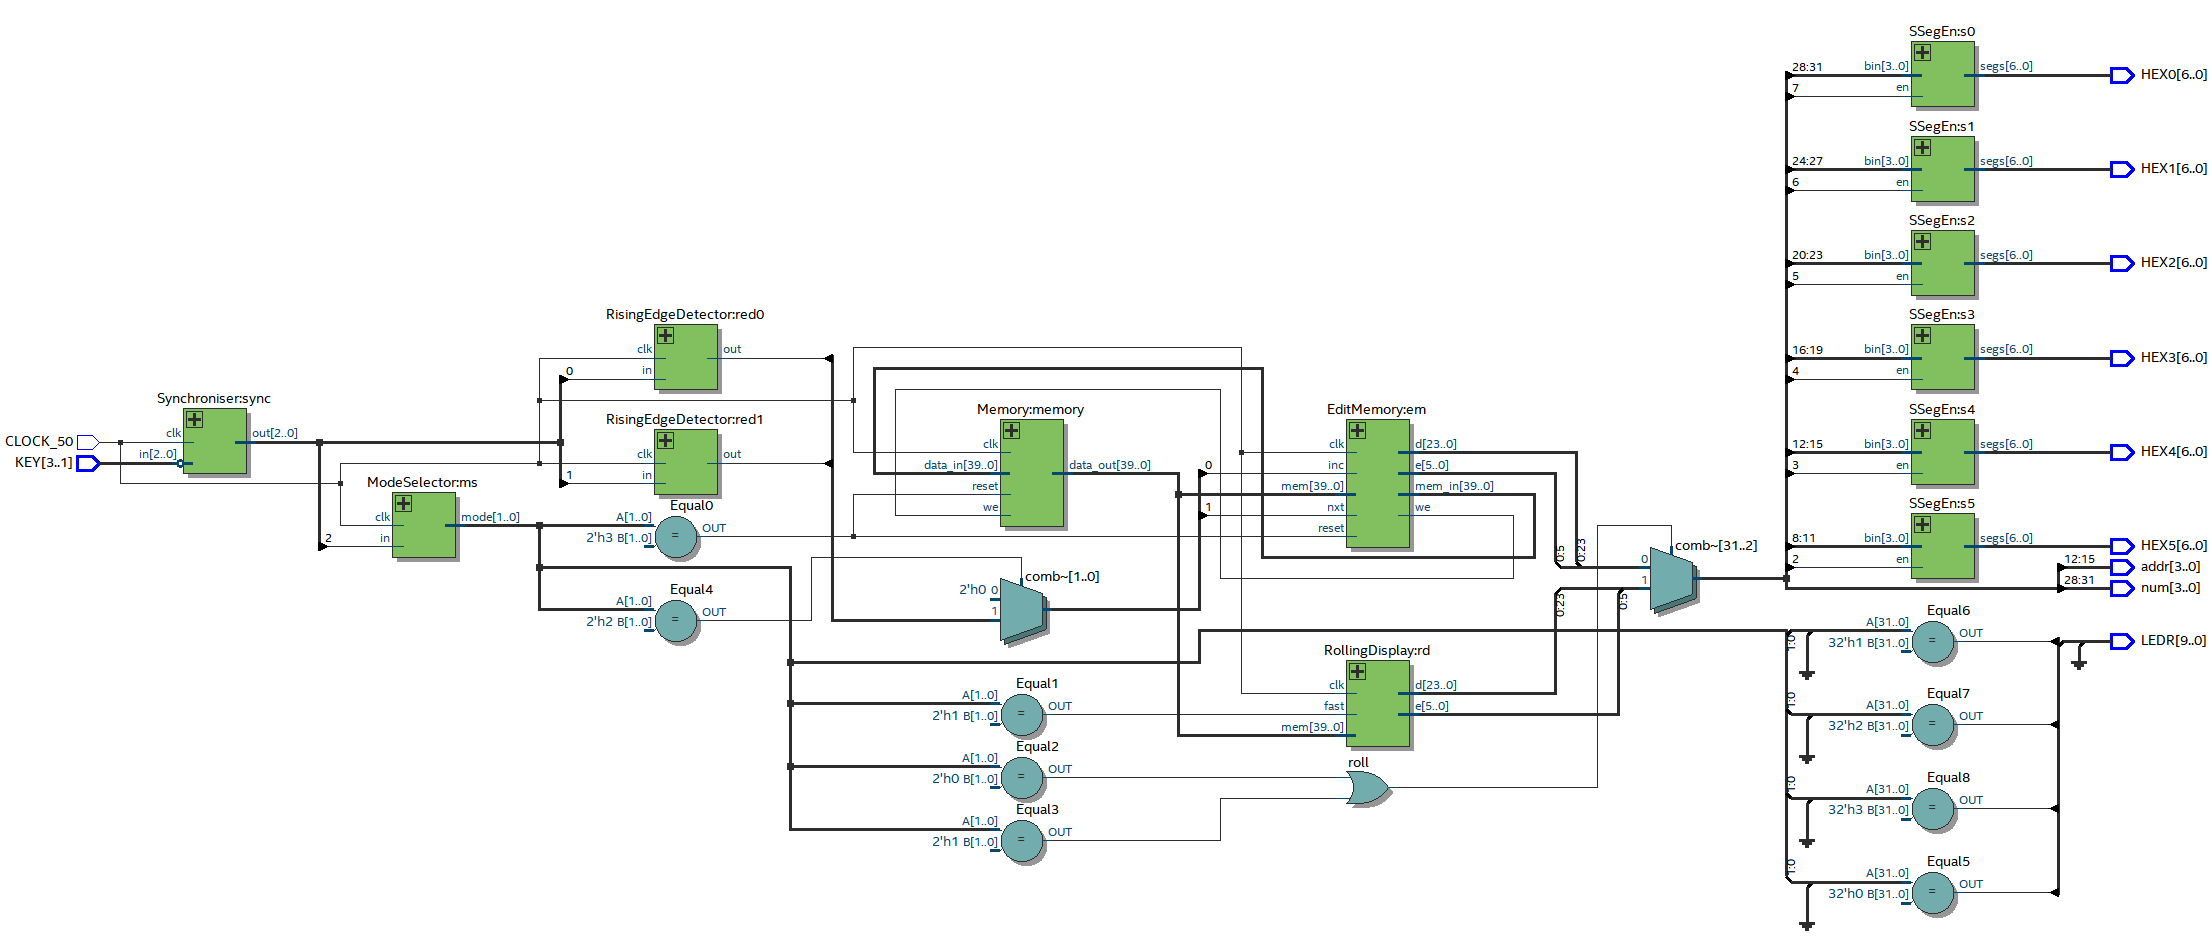 CLOCK_50
KEY[3..1]
Synchroniser:sync
clk
in[2..0]
out[2..0]
ModeSelector:ms
clk
in
mode[1..0]
2
RisingEdgeDetector:red0
clk
in
out
0
RisingEdgeDetector:red1
clk
in
out
1
Equal0
A[1..0]
2'h3 B[1..0]
=
OUT
Equal4
A[1..0]
2'h2 B[1..0]
=
OUT
comb~[1..0]
2'h0 0
1
Memory:memory
clk
data_in[39..0]
reset
we
data_out[39..0]
Equal1
A[1..0]
2'h1 B[1..0]
=
OUT
Equal2
A[1..0]
2'h0 B[1..0]
=
OUT
Equal3
A[1..0]
2'h1 B[1..0]
=
OUT
0
1
EditMemory:em
clk
inc
mem[39..0]
nxt
reset
d[23..0]
e[5..0]
mem_in[39..0]
we
RollingDisplay:rd
clk
fast
mem[39..0]
d[23..0]
e[5..0]
roll
0:5
0:23
0:23
0:5
comb~[31..2]
0
1
SSegEn:s0
28:31
bin[3..0]
7
en
segs[6..0]
HEX0[6..0]
SSegEn:s1
24:27
bin[3..0]
6
en
segs[6..0]
HEX1[6..0]
SSegEn:s2
20:23
bin[3..0]
5
en
segs[6..0]
HEX2[6..0]
SSegEn:s3
16:19
bin[3..0]
4
en
segs[6..0]
HEX3[6..0]
SSegEn:s4
12:15
bin[3..0]
3
en
segs[6..0]
HEX4[6..0]
SSegEn:s5
8:11
bin[3..0]
2
en
segs[6..0]
HEX5[6..0]
12:15
addr[3..0]
28:31
num[3..0]
Equal6
1:0
A[31..0]
32'h1 B[31..0]
=
OUT
LEDR[9..0]
Equal7
1:0
A[31..0]
32'h2 B[31..0]
=
OUT
Equal8
1:0
A[31..0]
32'h3 B[31..0]
=
OUT
Equal5
1:0
A[31..0]
32'h0 B[31..0]
=
OUT